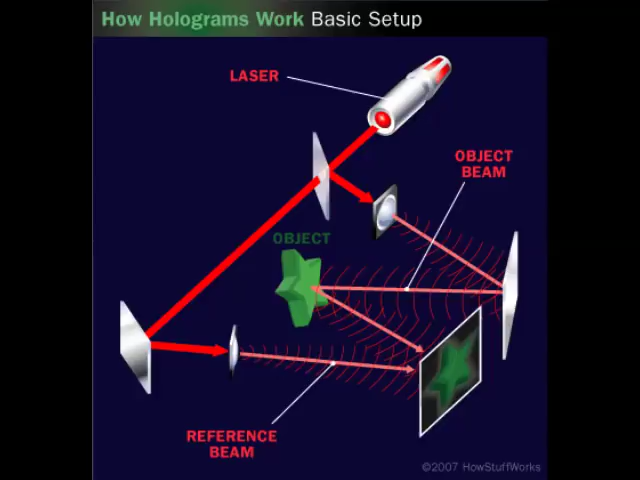 How Holograms Work Basic Setup
LASER
OBJECT
BEAM
OBJECT
REFERENCE
BEAM
©2007 HowStuffWorks